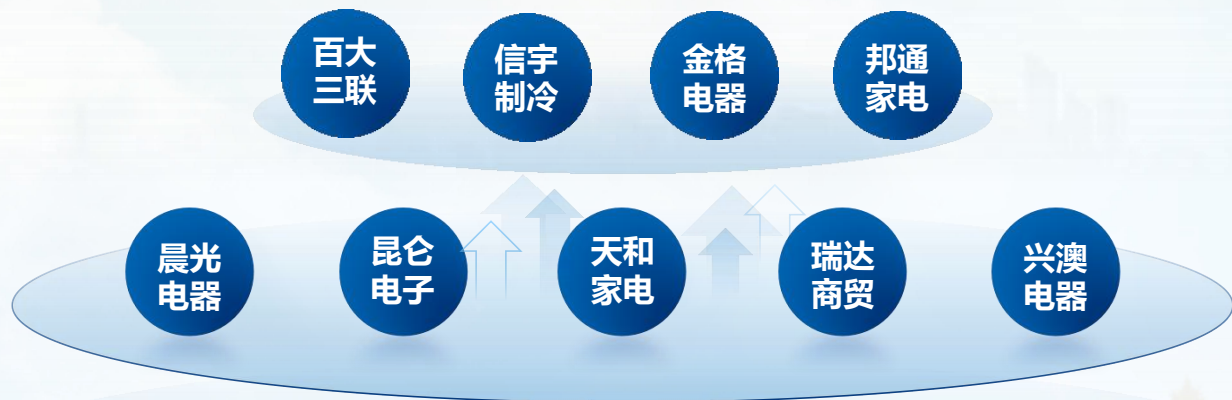 百大
三联
信宇
制冷
金格
电器
邦通
家电
晨光
电器
昆仑
电子
天和
家电
瑞达
商贸
兴澳
电器